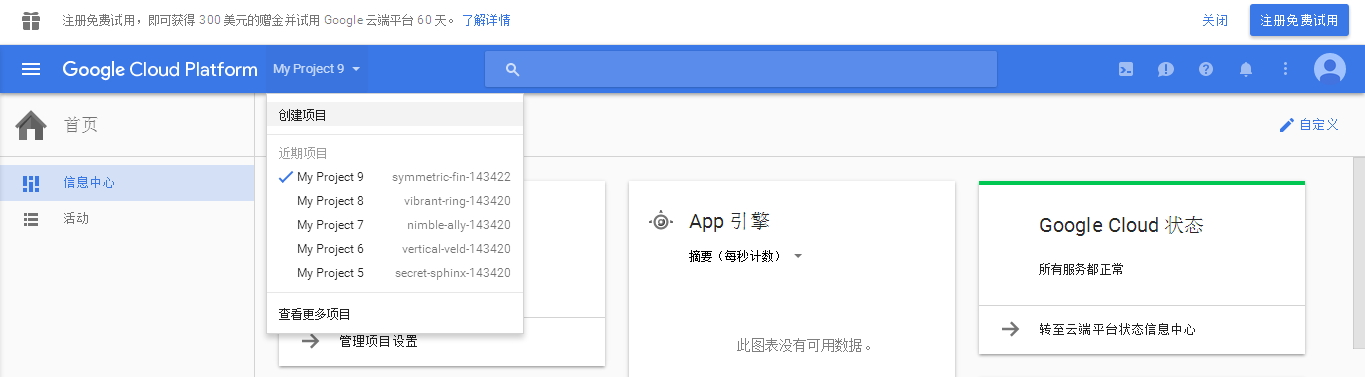 注册免费试用，即可获得 300 美元的赠金并试用 Google 云端平台 60 天。 了解详情 关闭 注册免费试用
Google Cloud Platform My Project 9
创建项目
首页 自定义
近期项目
My Project 9 symmetric-fin-143422
信息中心
My Project 8 vibrant-ring-143420
活动
My Project 7 nimble-ally-143420
My Project 6 vertical-veld-143420
My Project 5 secret-sphinx-143420
查看更多项目
管理项目设置
App 引擎
摘要（每秒计数）
此图表没有可用数据。
Google Cloud 状态
所有服务都正常
转至云端平台状态信息中心